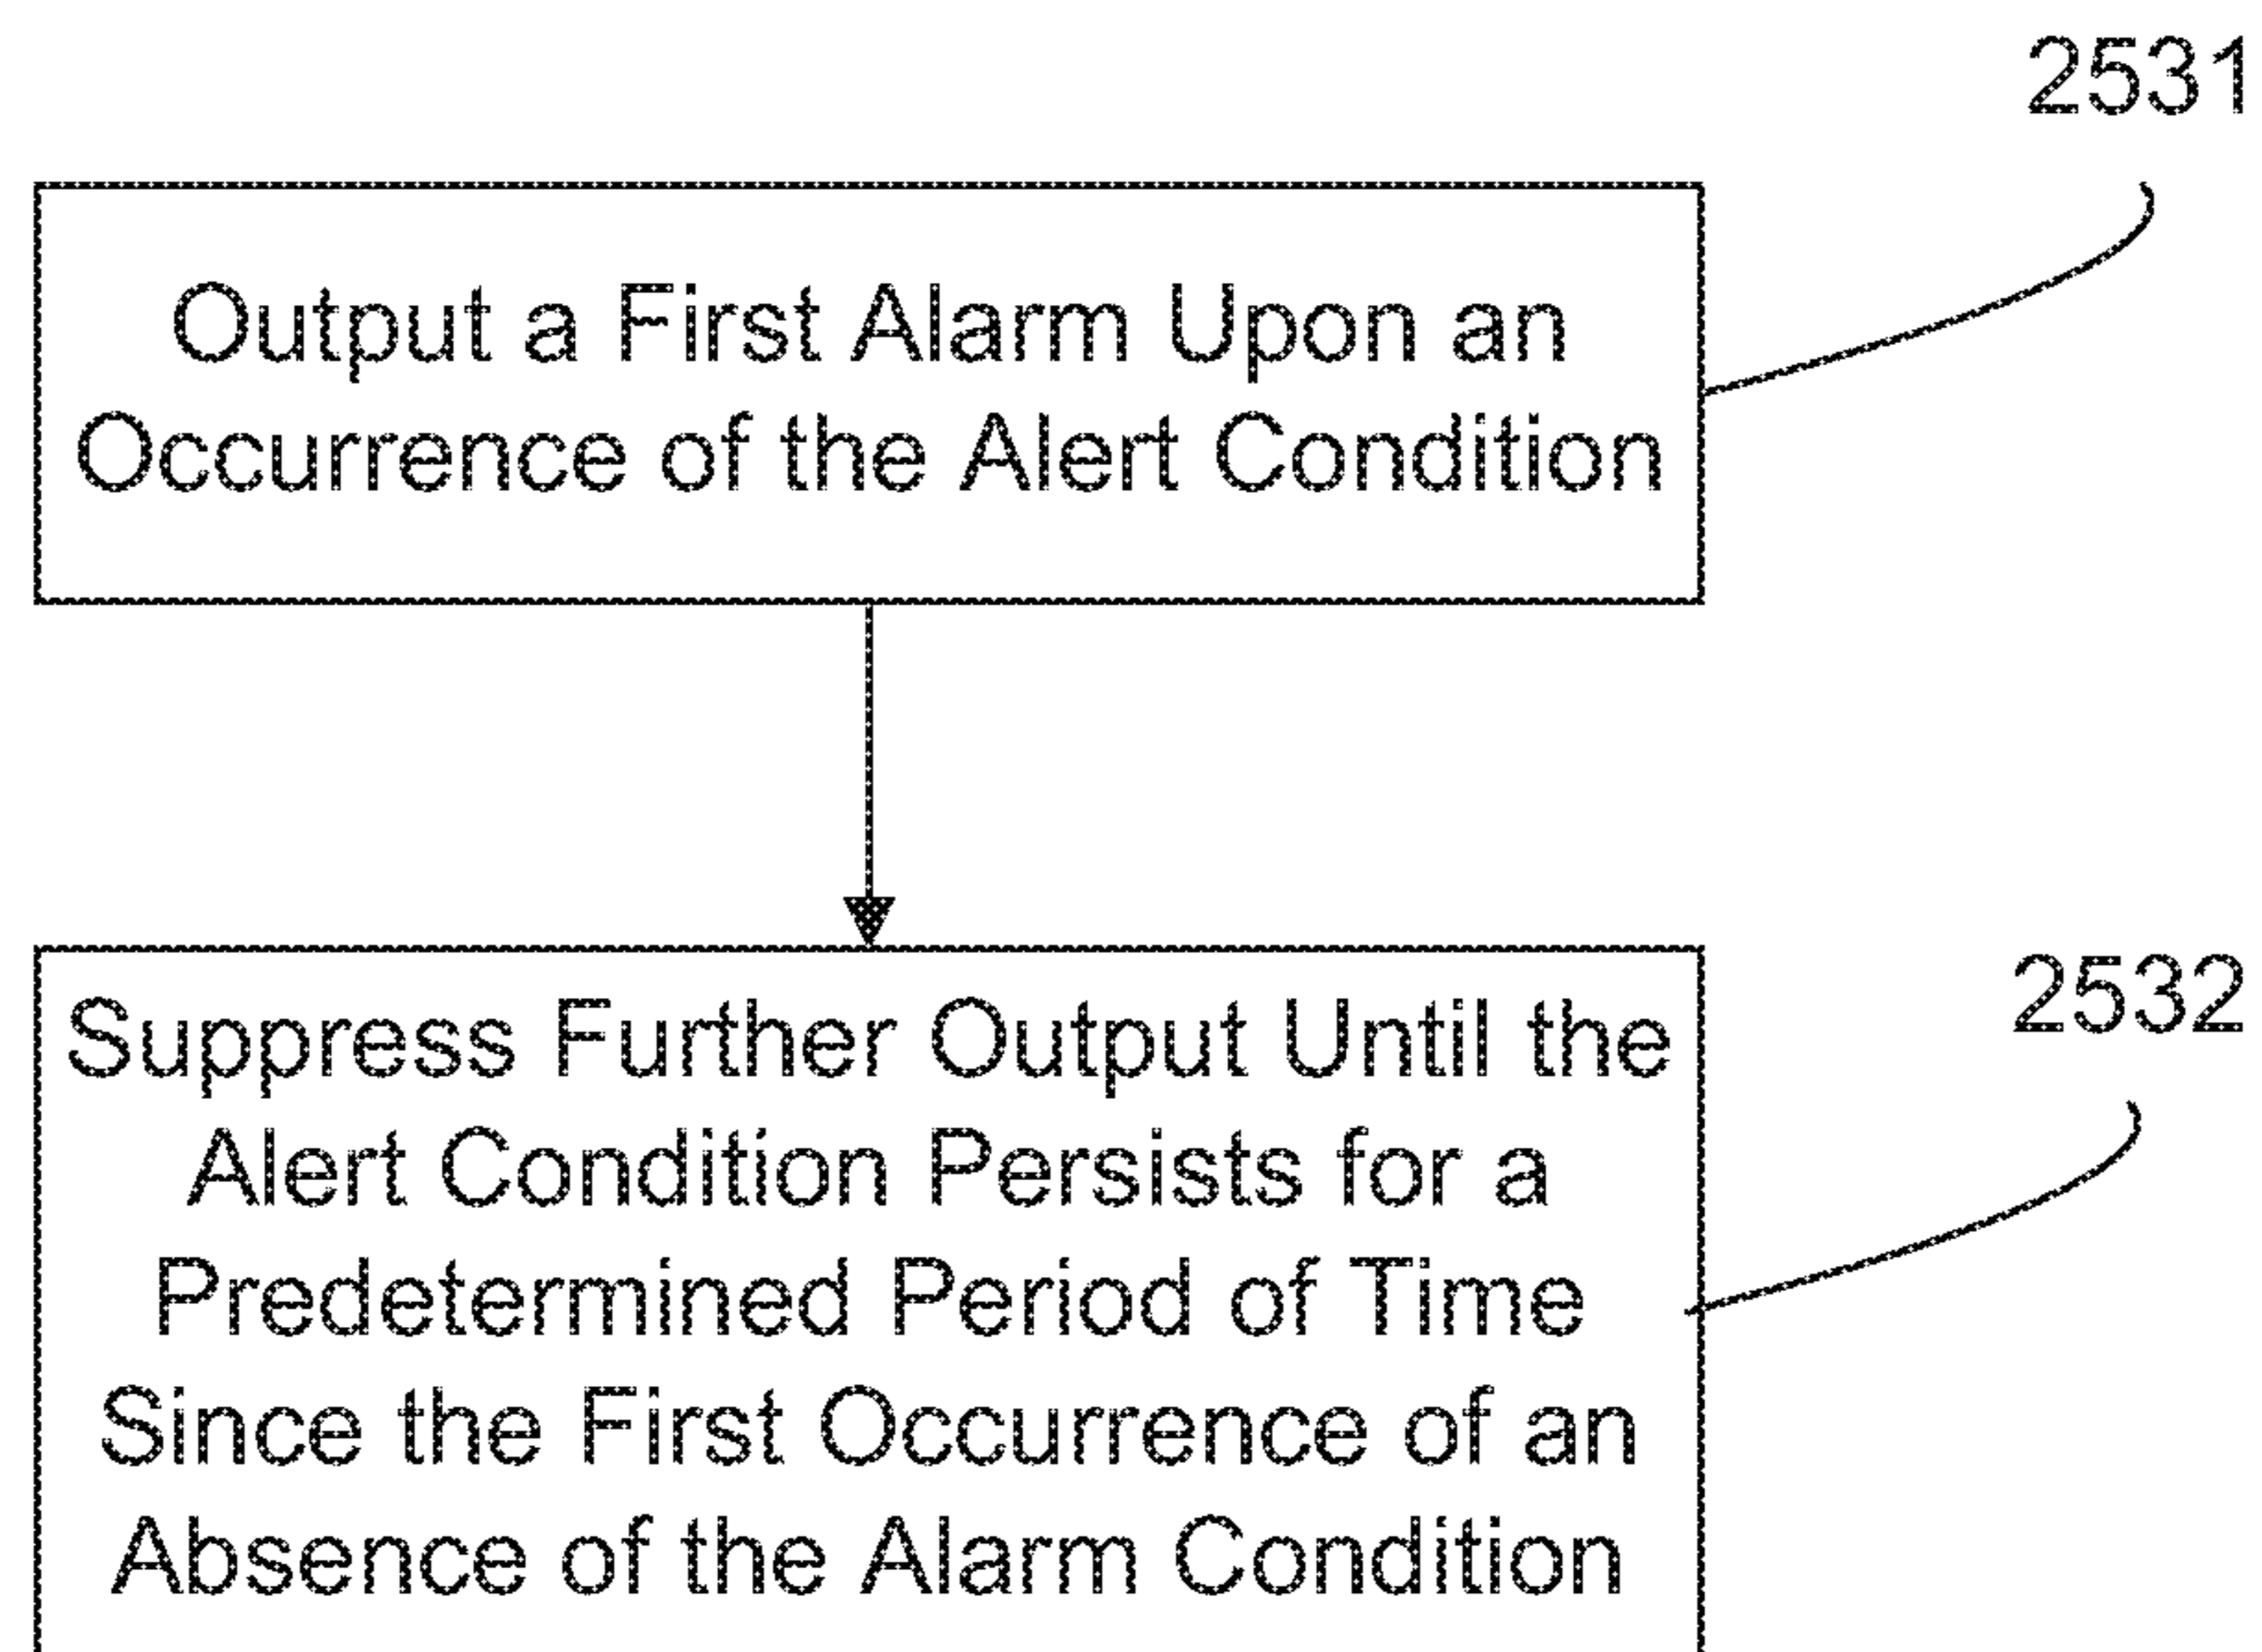 2531
Output a First Alarm Upon an
Occurrence of the Alert Condition
2532
Suppress Further Output Until the
Alert Condition Persists for a
Predetermined Period of Time
Since the First Occurrence of an
Absence of the Alarm Condition